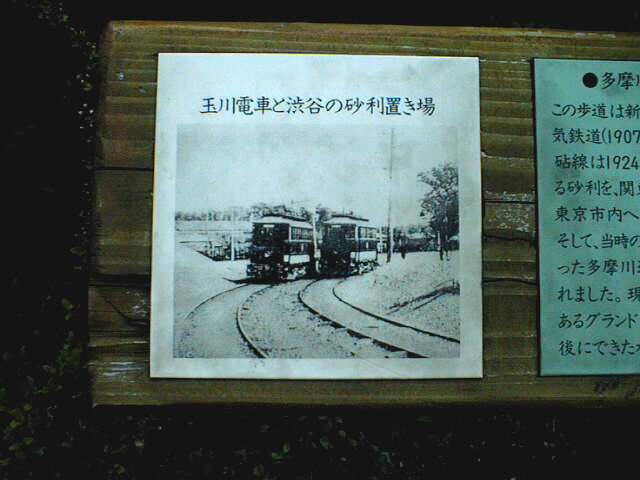 玉川電車と渋谷の砂利置き場
●多摩川
この歩道は新
気鉄道(1907
砧線は1924
る砂利を、関東
東京市内へ
そして、当時の
った多摩川
れました。現
あるグランド
後にできた